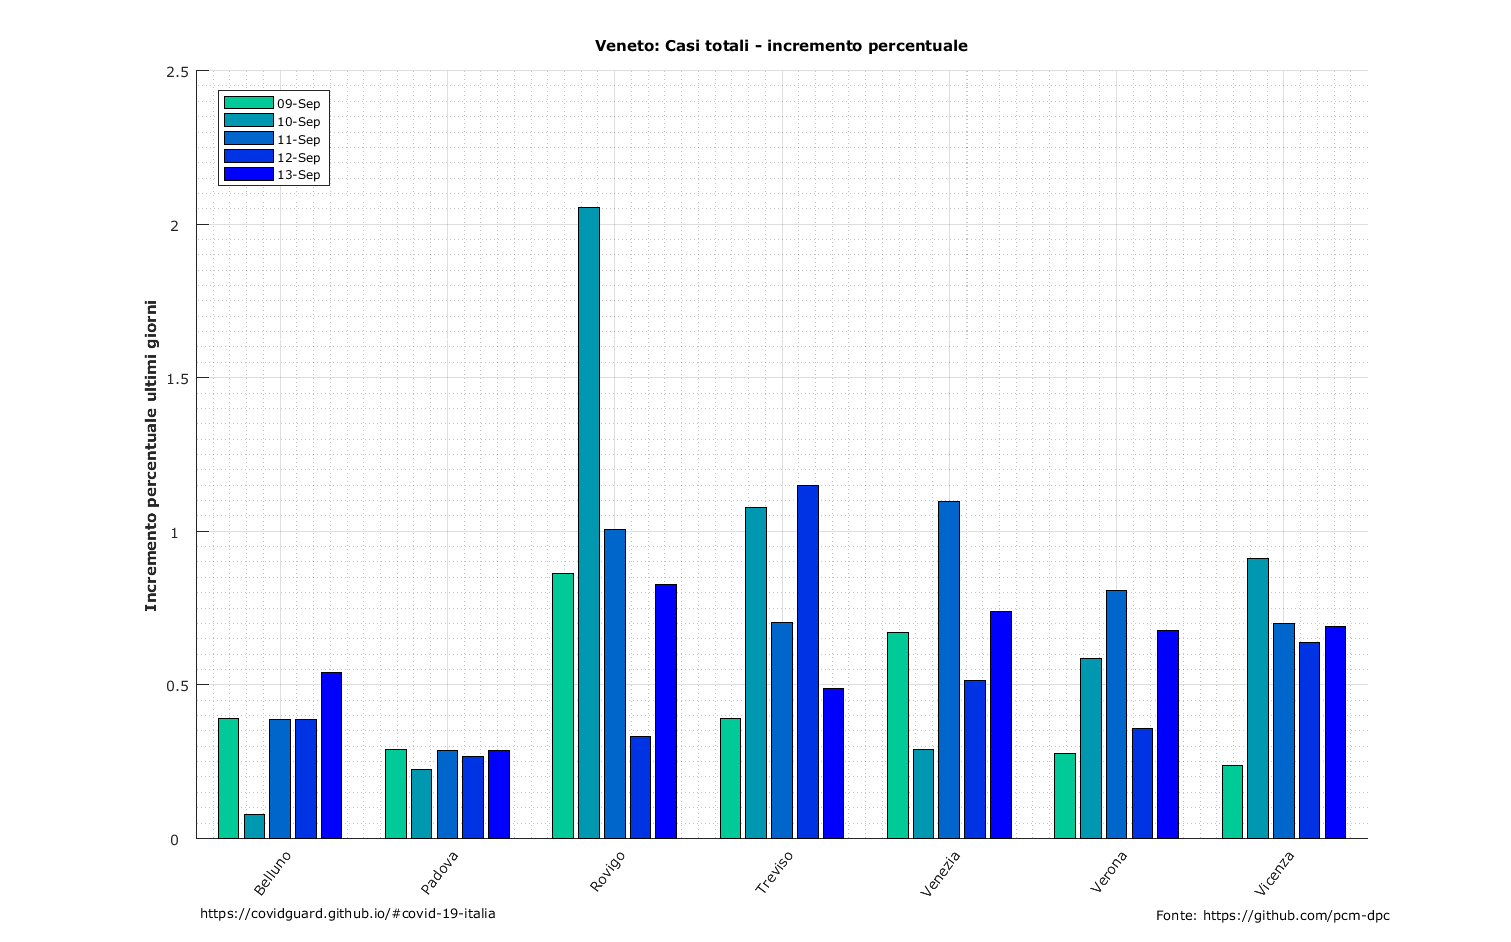 Veneto: Casi totali - incremento percentuale
2.5
2
1.5
1
0.5
0
Incremento percentuale ultimi giorni
09-Sep
10-Sep
11-Sep
12-Sep
13-Sep
Belluno
Padova
Rovigo
Treviso
Venezia
Verona
Vicenza
https://covidguard.github.io/#covid-19-italia
Fonte: https://github.com/pcm-dpc